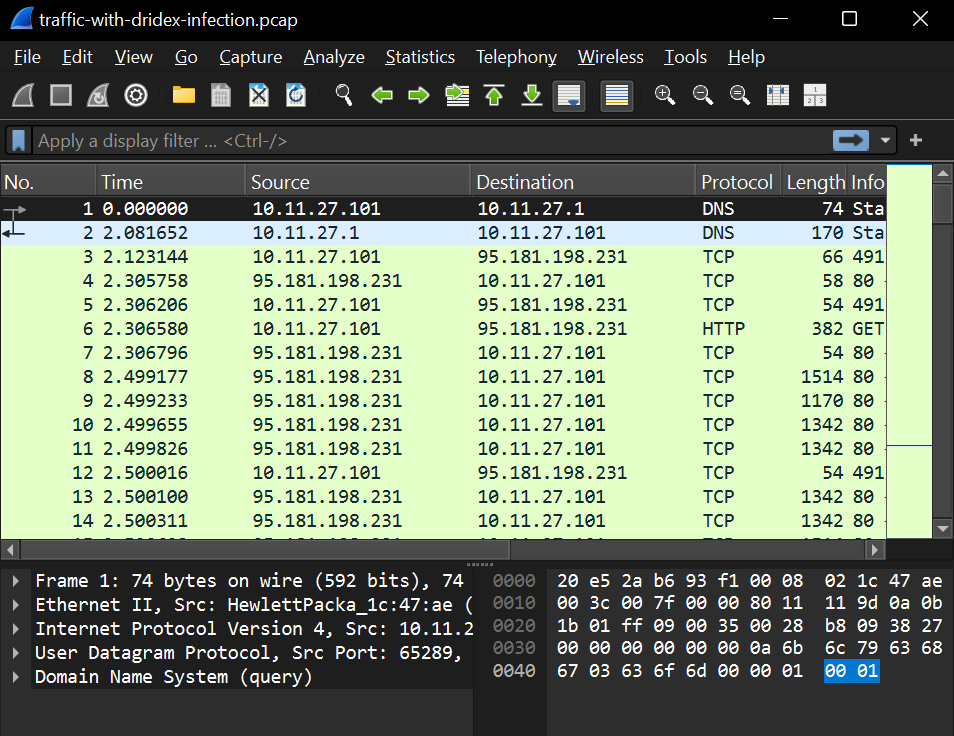 traffic-with-dridex-infection.pcap
File Edit View Go Capture Analyze Statistics Telephony Wireless Tools Help
Apply a display filter ... <Ctrl-/>
No. Time Source Destination Protocol Length Info
1 0.000000 10.11.27.101 10.11.27.1 DNS 74 Sta
2 2.081652 10.11.27.1 10.11.27.101 DNS 170 Sta
3 2.123144 10.11.27.101 95.181.198.231 TCP 66 491
4 2.305758 95.181.198.231 10.11.27.101 TCP 58 80
5 2.306206 10.11.27.101 95.181.198.231 TCP 54 491
6 2.306580 10.11.27.101 95.181.198.231 HTTP 382 GET
7 2.306796 95.181.198.231 10.11.27.101 TCP 54 80
8 2.499177 95.181.198.231 10.11.27.101 TCP 1514 80
9 2.499233 95.181.198.231 10.11.27.101 TCP 1170 80
10 2.499655 95.181.198.231 10.11.27.101 TCP 1342 80
11 2.499826 95.181.198.231 10.11.27.101 TCP 1342 80
12 2.500016 10.11.27.101 95.181.198.231 TCP 54 491
13 2.500100 95.181.198.231 10.11.27.101 TCP 1342 80
14 2.500311 95.181.198.231 10.11.27.101 TCP 1342 80
Frame 1: 74 bytes on wire (592 bits), 74
Ethernet II, Src: HewlettPacka_1c:47:ae (
Internet Protocol Version 4, Src: 10.11.2
User Datagram Protocol, Src Port: 65289,
Domain Name System (query)
0000 20 e5 2a b6 93 f1 00 08 02 1c 47 ae
0010 00 3c 00 7f 00 00 80 11 11 9d 0a 0b
0020 1b 01 ff 09 00 35 00 28 b8 09 38 27
0030 00 00 00 00 00 00 0a 6b 6c 79 63 68
0040 67 03 63 6f 6d 00 00 01 00 01